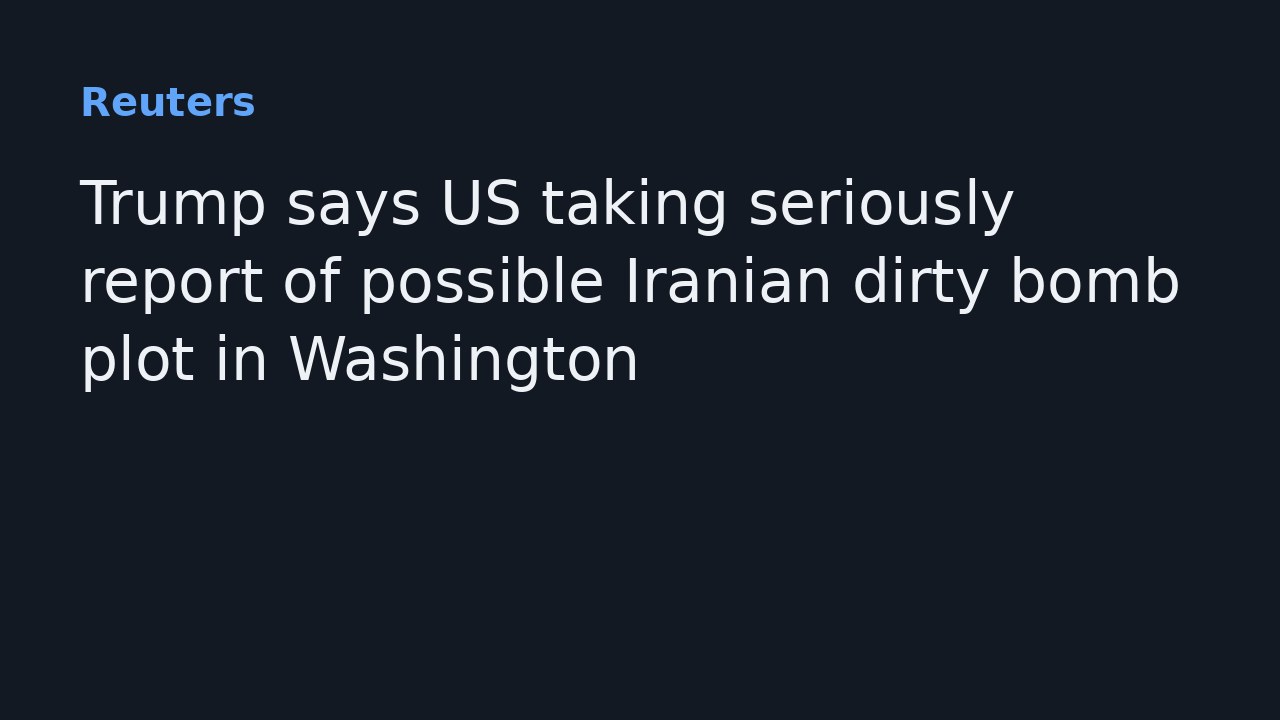 Reuters
Trump says US taking seriously
report of possible Iranian dirty bomb
plot in Washington